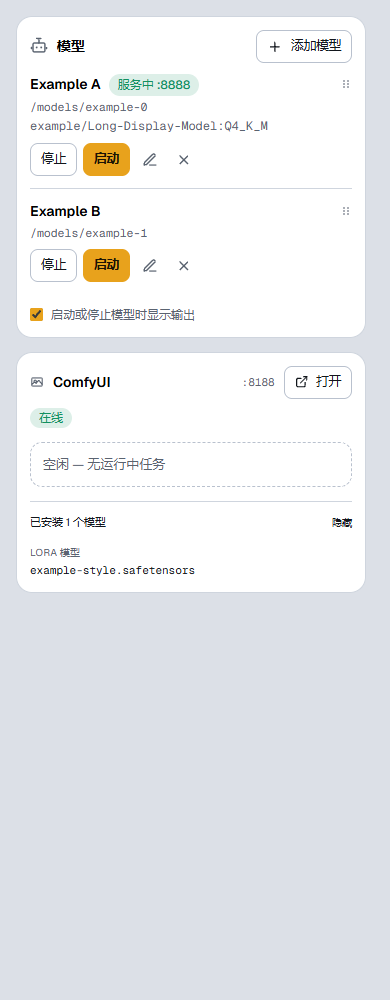 模型
添加模型
Example A 服务中 :8888
/models/example-0
example/Long-Display-Model:Q4_K_M
停止 启动
Example B
/models/example-1
停止 启动
启动或停止模型时显示输出
ComfyUI :8188 打开
在线
空闲 — 无运行中任务
已安装 1 个模型 隐藏
LORA 模型
example-style.safetensors